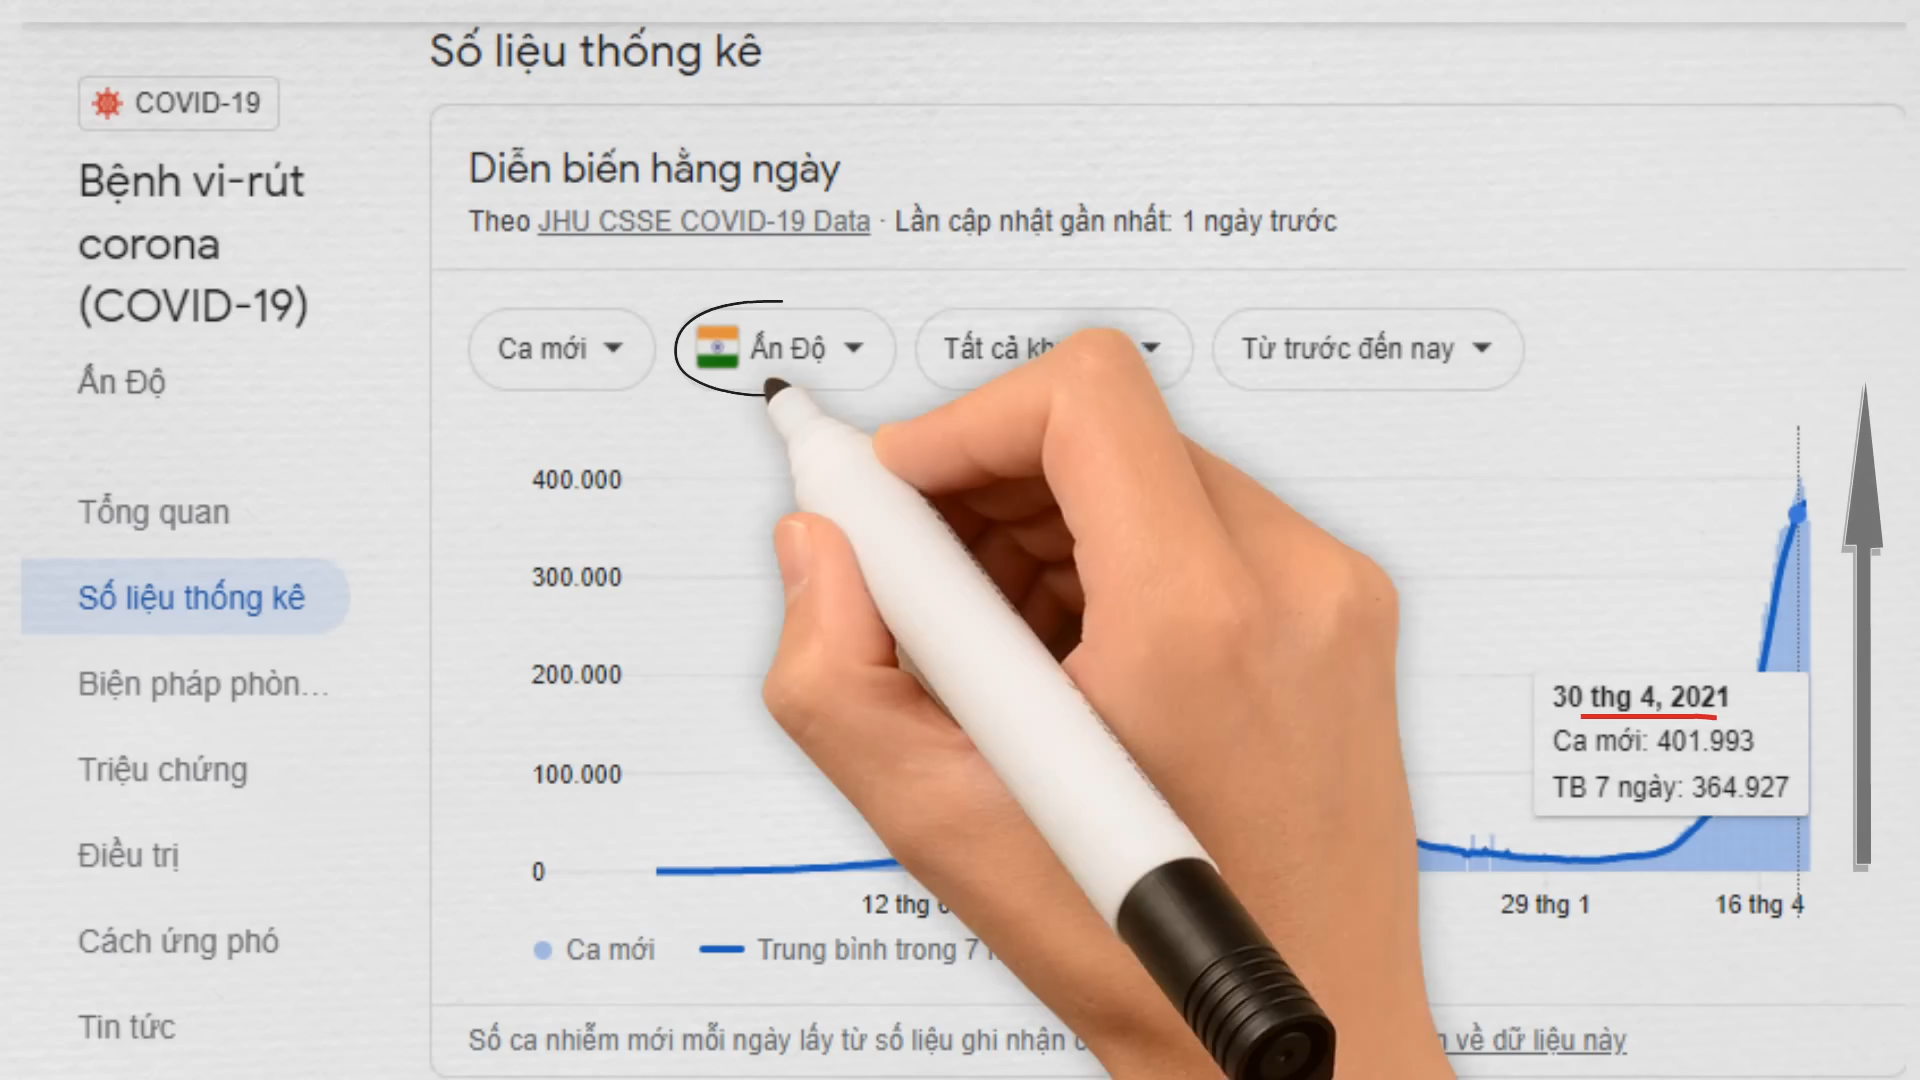 Số liệu thống kê
COVID-19
Bệnh vi-rút
corona
(COVID-19)
Ấn Độ
Tổng quan
Số liệu thống kê
Biện pháp phòn...
Triệu chứng
Điều trị
Cách ứng phó
Tin tức
Diễn biến hằng ngày
Theo JHU CSSE COVID-19 Data · Lần cập nhật gần nhất: 1 ngày trước
Ca mới Ấn Độ Tất cả Từ trước đến nay
400.000
300.000
200.000
100.000
0
30 thg 4, 2021
Ca mới: 401.993
TB 7 ngày: 364.927
12 thg 29 thg 1 16 thg 4
Ca mới Trung bình trong 7
Số ca nhiễm mới mỗi ngày lấy từ số liệu ghi nhận về dữ liệu này